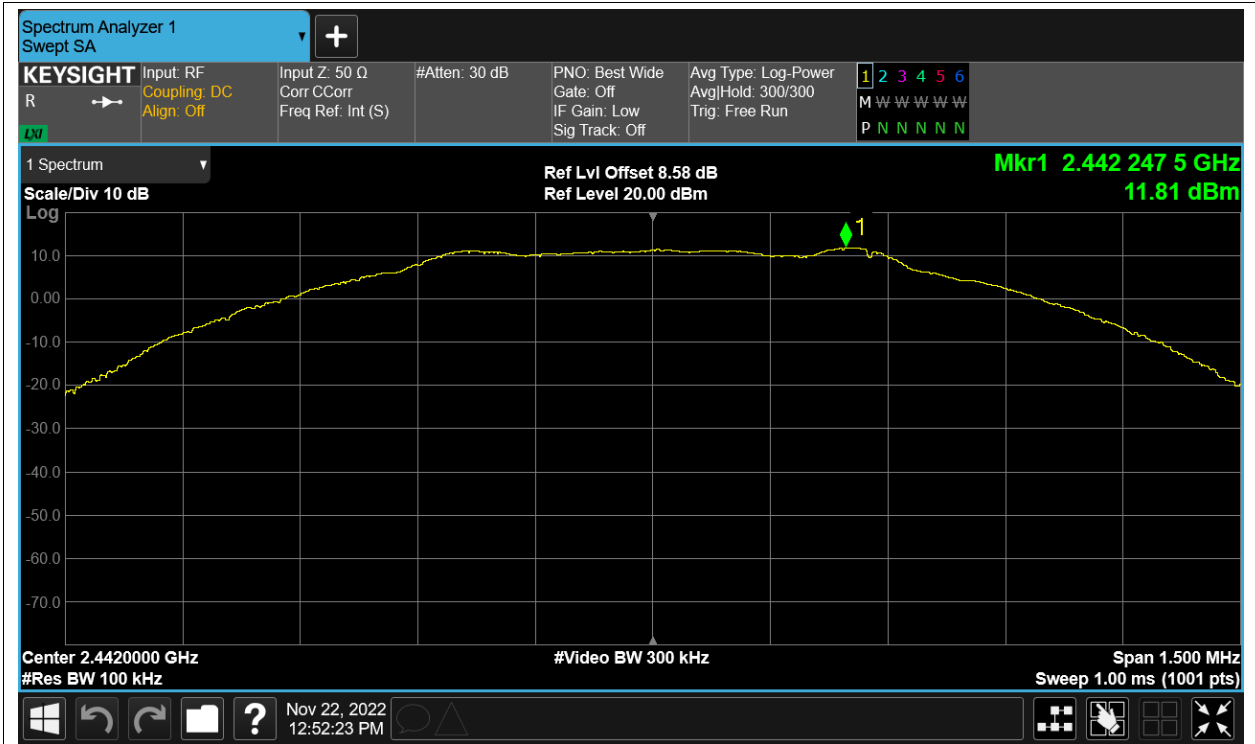 Spectrum Analyzer 1
Swept SA
+
KEYSIGHT
R
LXI
Input: RF
Coupling: DC
Align: Off
Input Z: 50 Ω
Corr CCorr
Freq Ref: Int (S)
#Atten: 30 dB
PNO: Best Wide
Gate: Off
IF Gain: Low
Sig Track: Off
Avg Type: Log-Power
Avg|Hold: 300/300
Trig: Free Run
1 2 3 4 5 6
M W W W W W
P N N N N N
1 Spectrum
Scale/Div 10 dB
Log
Ref Lvl Offset 8.58 dB
Ref Level 20.00 dBm
Mkr1 2.442 247 5 GHz
11.81 dBm
1
10.0
0.00
-10.0
-20.0
-30.0
-40.0
-50.0
-60.0
-70.0
Center 2.4420000 GHz
#Res BW 100 kHz
#Video BW 300 kHz
Span 1.500 MHz
Sweep 1.00 ms (1001 pts)
?
Nov 22, 2022
12:52:23 PM